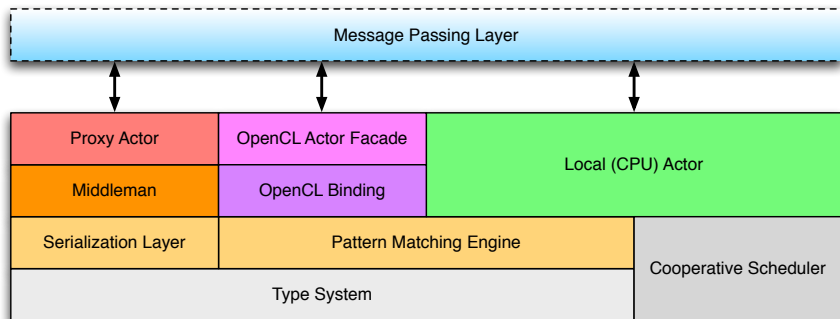 Message Passing Layer
Proxy Actor
OpenCL Actor Facade
Local (CPU) Actor
Middleman
OpenCL Binding
Serialization Layer
Pattern Matching Engine
Cooperative Scheduler
Type System